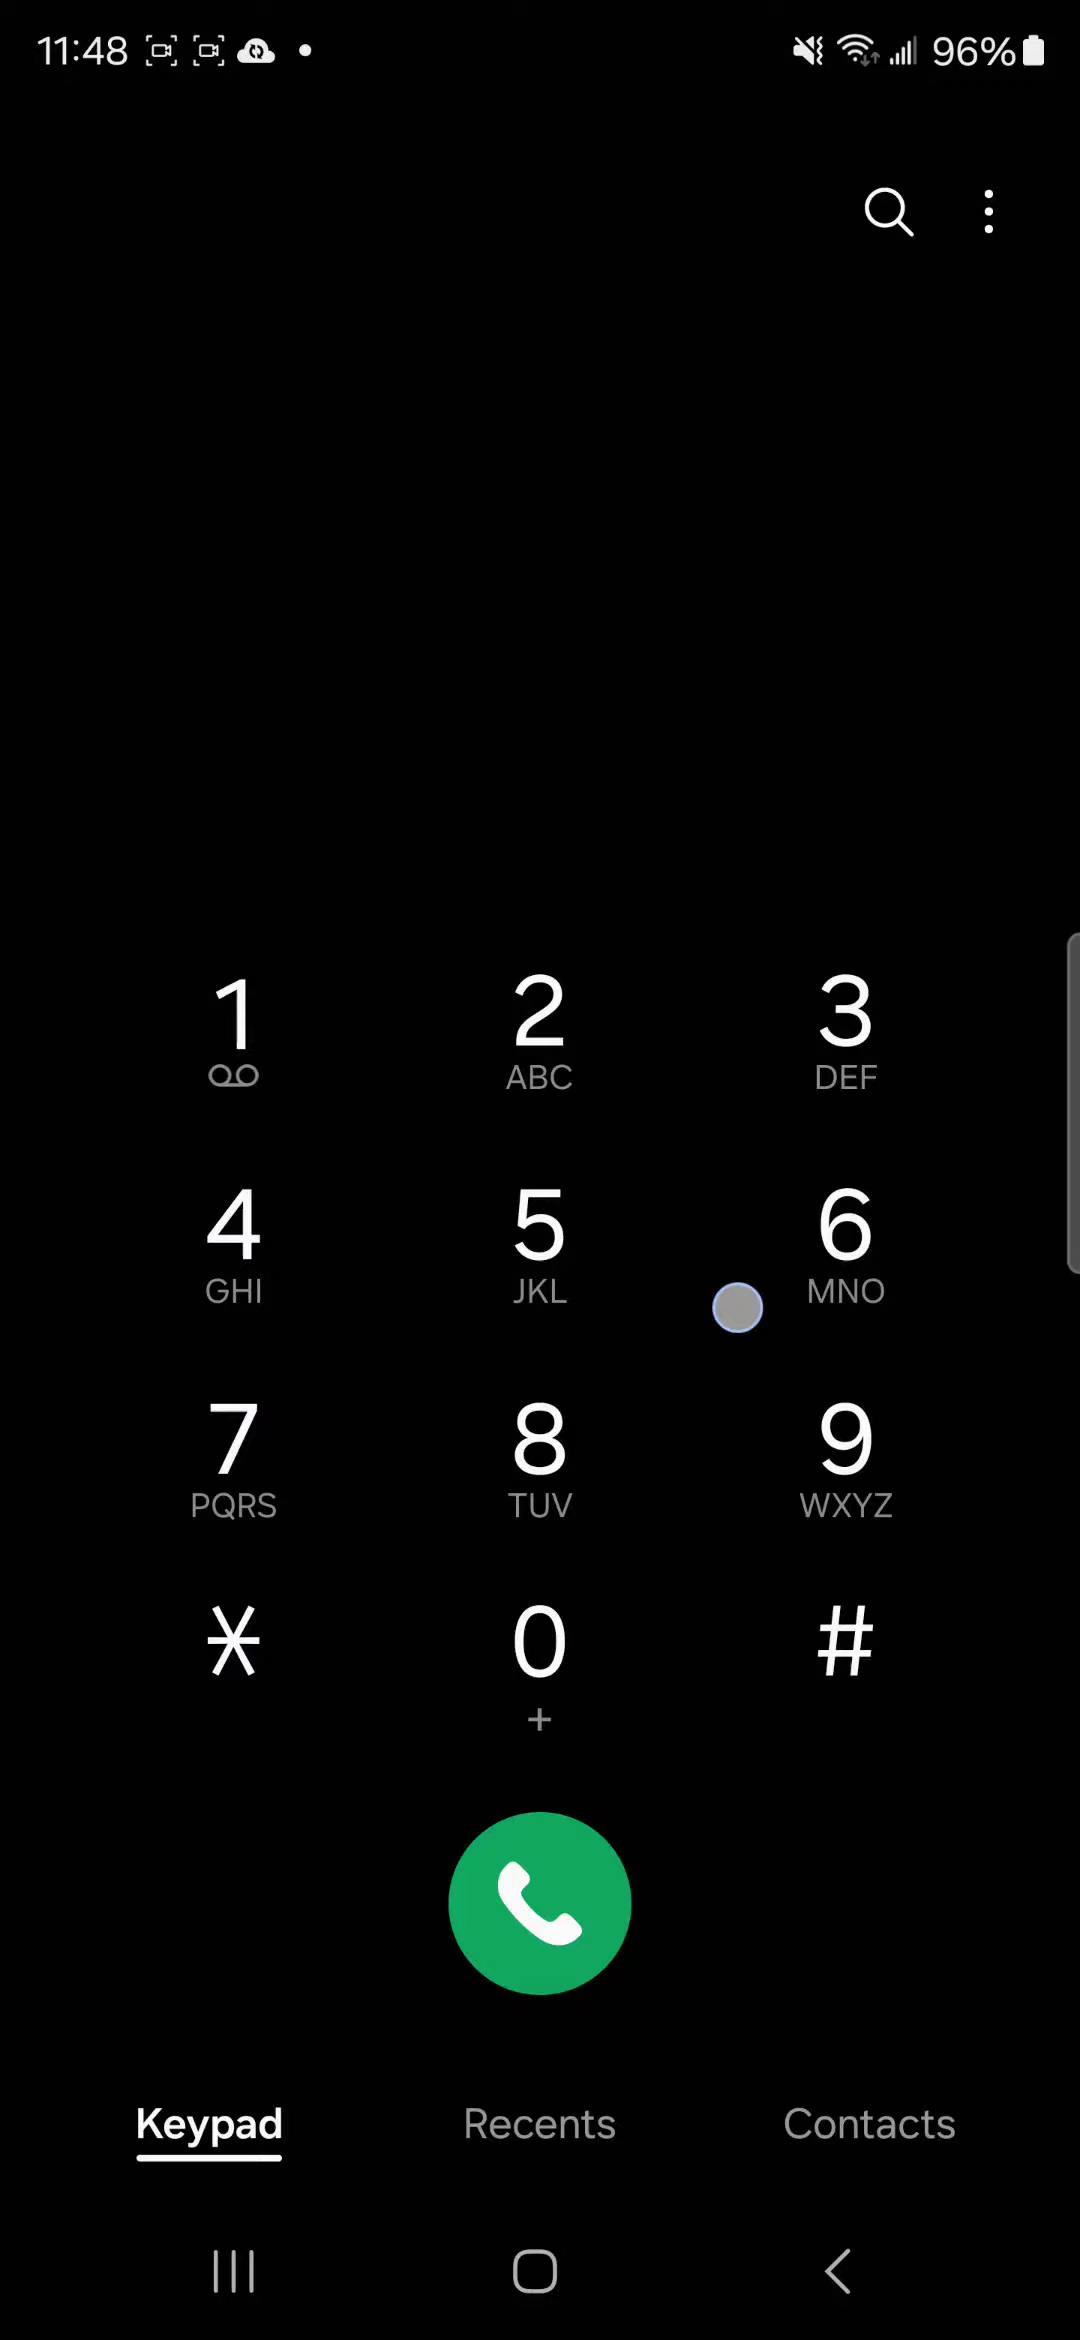 11:48 96%
1 2 3
ABC DEF
4 5 6
GHI JKL MNO
7 8 9
PQRS TUV WXYZ
* 0 #
+
Keypad Recents Contacts